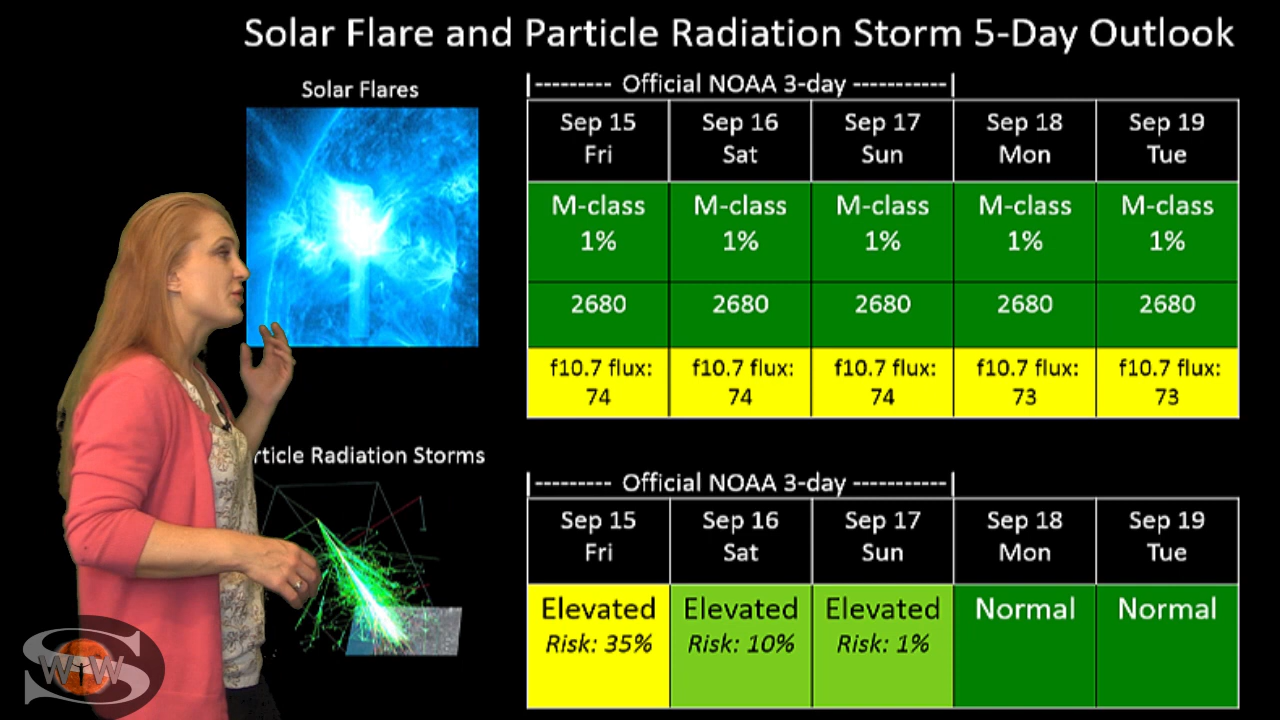 Solar Flare and Particle Radiation Storm 5-Day Outlook
Solar Flares
|--------- Official NOAA 3-day -----------|
Sep 15 Sep 16 Sep 17 Sep 18 Sep 19
Fri Sat Sun Mon Tue
M-class M-class M-class M-class M-class
1% 1% 1% 1% 1%
2680 2680 2680 2680 2680
f10.7 flux: f10.7 flux: f10.7 flux: f10.7 flux: f10.7 flux:
74 74 74 73 73
rticle Radiation Storms
|--------- Official NOAA 3-day -----------|
Sep 15 Sep 16 Sep 17 Sep 18 Sep 19
Fri Sat Sun Mon Tue
Elevated Elevated Elevated Normal Normal
Risk: 35% Risk: 10% Risk: 1%
S
WTW